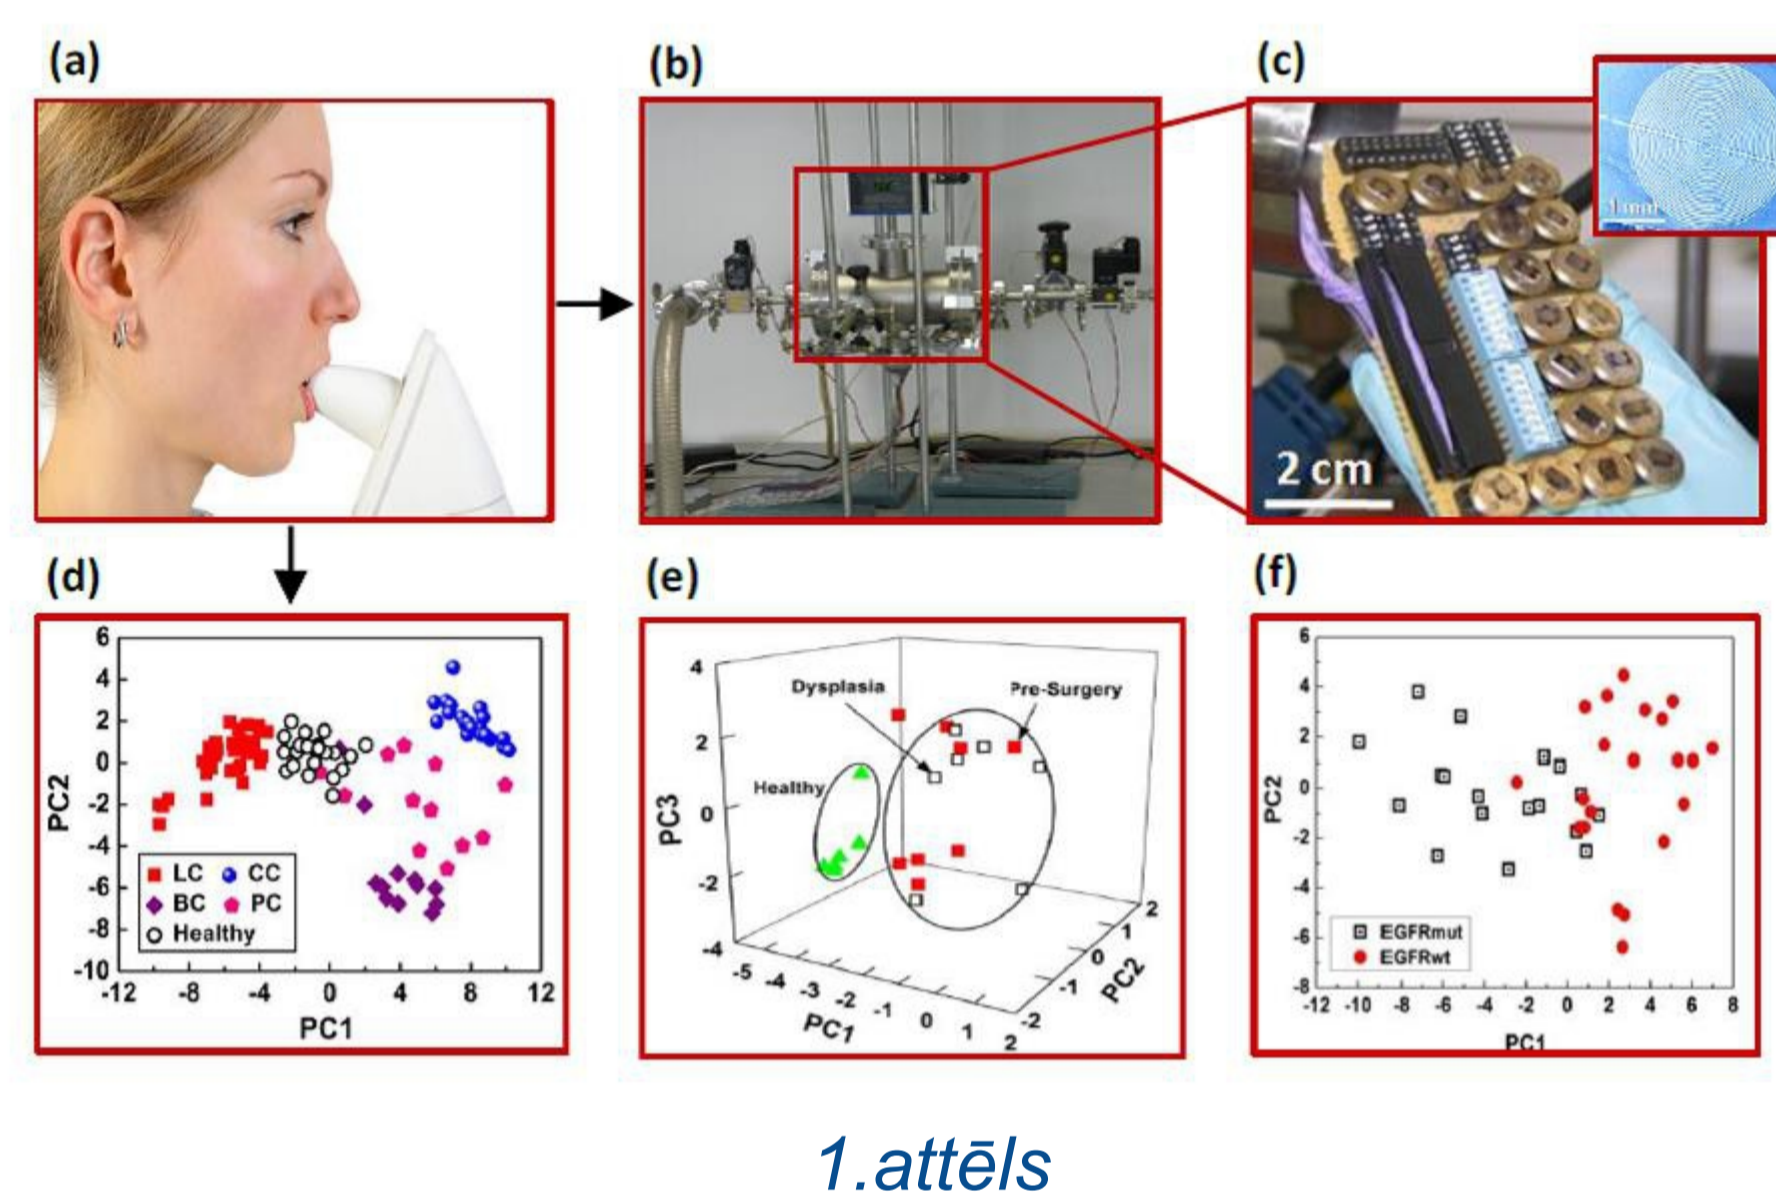 (a)
(b)
(c)
1 mm
2 cm
(d)
6
4
2
0
-2
-4
-6
-8
-10
-12 -8 -4 0 4 8 12
PC2
PC1
LC CC
BC PC
Healthy
(e)
4
2
0
-2
-4
PC3
Dysplasia
Pre-Surgery
Healthy
-5 -4 -3 -2 -1 0 1 2
PC1
-2 -1 0 1 2
PC2
(f)
6
4
2
0
-2
-4
-6
-8
-12 -10 -8 -6 -4 -2 0 2 4 6 8
PC2
PC1
EGFRmut
EGFRwt
1.attēls